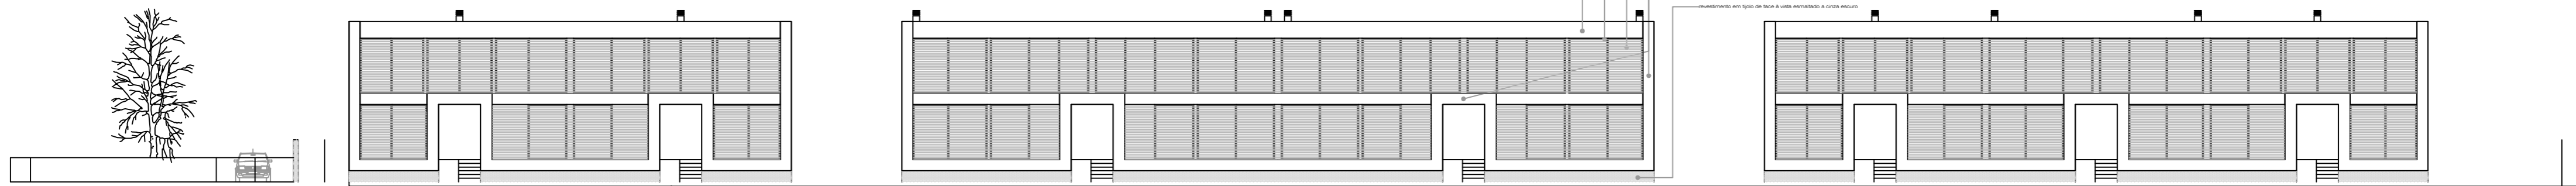 revestimento em tijolo de face à vista esmaltado a cinza escuro